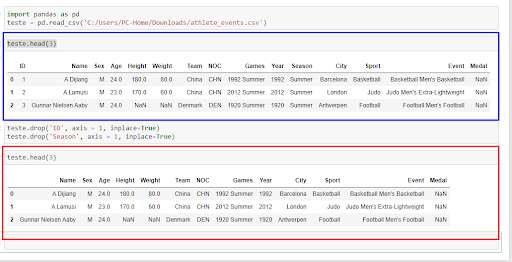 import pandas as pd
teste = pd.read_csv('C:/Users/PC-Home/Downloads/athlete_events.csv')
teste.head(3)
ID Name Sex Age Height Weight Team NOC Games Year Season City Sport Event Medal
0 1 A Dijiang M 24.0 180.0 80.0 China CHN 1992 Summer 1992 Summer Barcelona Basketball Basketball Men's Basketball NaN
1 2 A Lamusi M 23.0 170.0 60.0 China CHN 2012 Summer 2012 Summer London Judo Judo Men's Extra-Lightweight NaN
2 3 Gunnar Nielsen Aaby M 24.0 NaN NaN Denmark DEN 1920 Summer 1920 Summer Antwerpen Football Football Men's Football NaN
teste.drop('ID', axis = 1, inplace=True)
teste.drop('Season', axis = 1, inplace=True)
teste.head(3)
Name Sex Age Height Weight Team NOC Games Year City Sport Event Medal
0 A Dijiang M 24.0 180.0 80.0 China CHN 1992 Summer 1992 Barcelona Basketball Basketball Men's Basketball NaN
1 A Lamusi M 23.0 170.0 60.0 China CHN 2012 Summer 2012 London Judo Judo Men's Extra-Lightweight NaN
2 Gunnar Nielsen Aaby M 24.0 NaN NaN Denmark DEN 1920 Summer 1920 Antwerpen Football Football Men's Football NaN